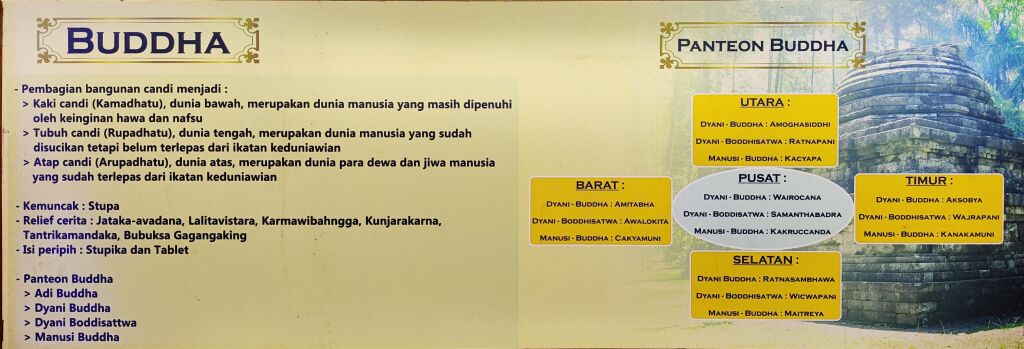 BUDDHA
- Pembagian bangunan candi menjadi :
> Kaki candi (Kamadhatu), dunia bawah, merupakan dunia manusia yang masih dipenuhi
oleh keinginan hawa dan nafsu
> Tubuh candi (Rupadhatu), dunia tengah, merupakan dunia manusia yang sudah
disucikan tetapi belum terlepas dari ikatan keduniawian
> Atap candi (Arupadhatu), dunia atas, merupakan dunia para dewa dan jiwa manusia
yang sudah terlepas dari ikatan keduniawian
- Kemuncak : Stupa
- Relief cerita : Jataka-avadana, Lalitavistara, Karmawibahngga, Kunjarakarna,
Tantrikamandaka, Bubuksa Gagangaking
- Isi peripih : Stupika dan Tablet
- Panteon Buddha
> Adi Buddha
> Dyani Buddha
> Dyani Boddisattwa
> Manusi Buddha
PANTEON BUDDHA
UTARA :
DYANI - BUDDHA : AMOGHASIDDHI
DYANI - BODDHISATWA : RATNAPANI
MANUSI - BUDDHA : KACYAPA
BARAT :
DYANI - BUDDHA : AMITABHA
DYANI - BODDHISATWA : AWALOKITA
MANUSI - BUDDHA : CAKYAMUNI
PUSAT :
DYANI - BUDDHA : WAIROCANA
DYANI - BODDISATWA : SAMANTHABADRA
MANUSI - BUDDHA : KAKRUCCANDA
TIMUR :
DYANI - BUDDHA : AKSOBYA
DYANI - BODDHISATWA : WAJRAPANI
MANUSI - BUDDHA : KANAKAMUNI
SELATAN :
DYANI BUDDHA : RATNASAMBHAWA
DYANI - BODDHISATWA : WICWAPANI
MANUSI - BUDDHA : MAITREYA